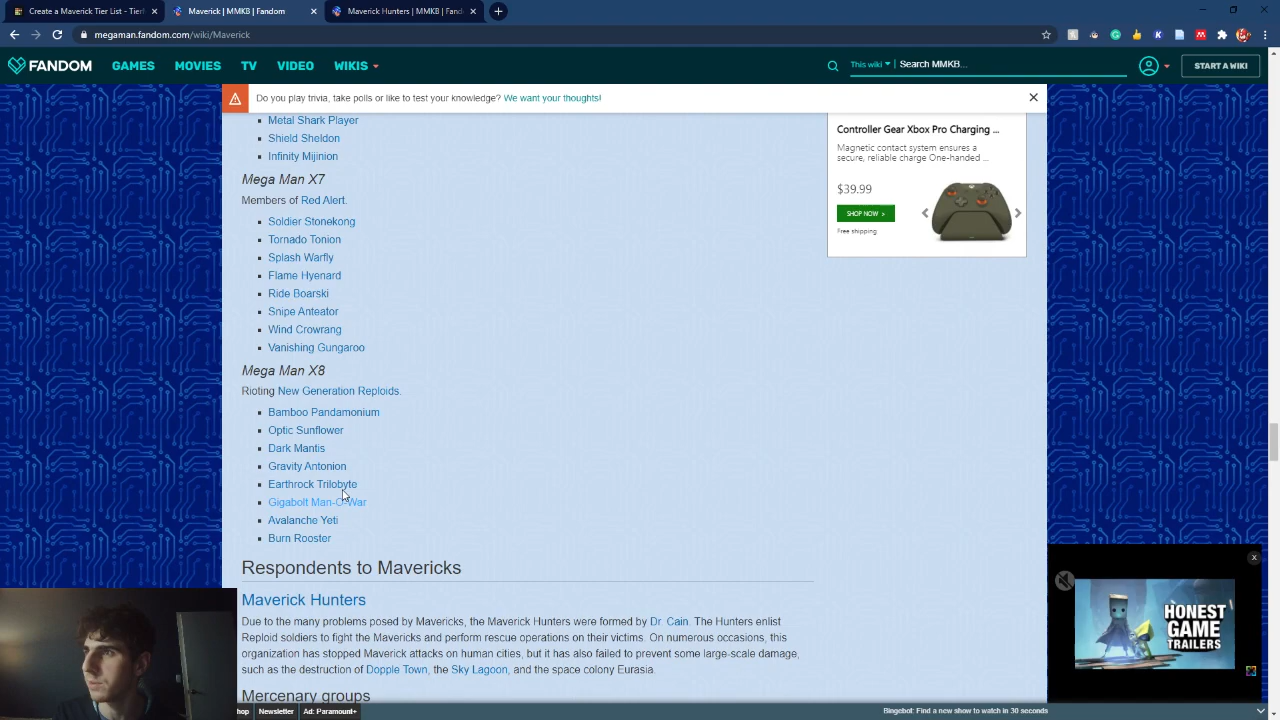 Create a Maverick Tier List - Tierl
Mavericks | MMKB | Fandom
Maverick Hunters | MMKB | Fand
megaman.fandom.com/wiki/Maverick
FANDOM GAMES MOVIES TV VIDEO WIKIS This wiki Search MMKB... START A WIKI
Do you play trivia, take polls or like to test your knowledge? We want your thoughts!
Metal Shark Player
Shield Sheldon
Infinity Mijinion
Mega Man X7
Members of Red Alert.
Soldier Stonekong
Tornado Tonion
Splash Warfly
Flame Hyenard
Ride Boarski
Snipe Anteator
Wind Crowrang
Vanishing Gungaroo
Mega Man X8
Rioting New Generation Reploids.
Bamboo Pandamonium
Optic Sunflower
Dark Mantis
Gravity Antonion
Earthrock Trilobyte
Gigabolt Man-O-War
Avalanche Yeti
Burn Rooster
Respondents to Mavericks
Maverick Hunters
Due to the many problems posed by Mavericks, the Maverick Hunters were formed by Dr. Cain. The Hunters enlist
Reploid soldiers to fight the Mavericks and perform rescue operations on their victims. On numerous occasions, this
organization has stopped Maverick attacks on human cities, but it has also failed to prevent some large-scale damage,
such as the destruction of Dopple Town, the Sky Lagoon, and the space colony Eurasia.
Mercenary groups
Controller Gear Xbox Pro Charging ...
Magnetic contact system ensures a
secure, reliable charge One-handed ...
$39.99
SHOP NOW >
Free shipping
HONEST
GAME
TRAILERS
hop Newsletter Ad: Paramount+ Bingebot: Find a new show to watch in 30 seconds